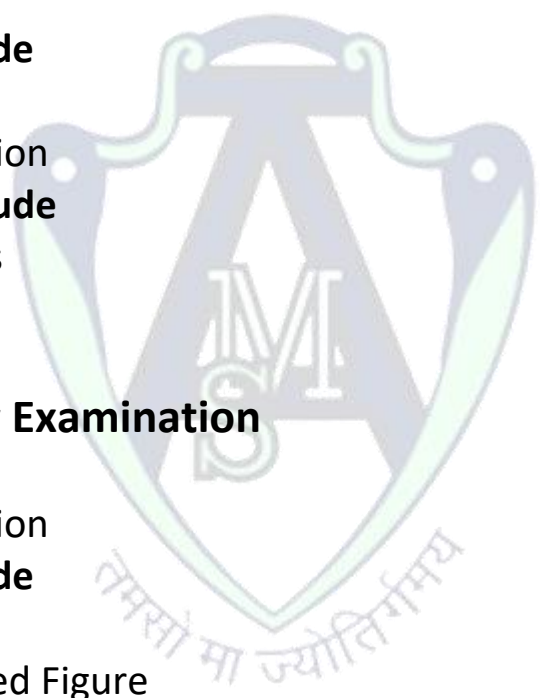 de
ion
ude
s
Examination
ion
de
ed Figure
A
M
S
तमसो मा ज्योतिर्गमय